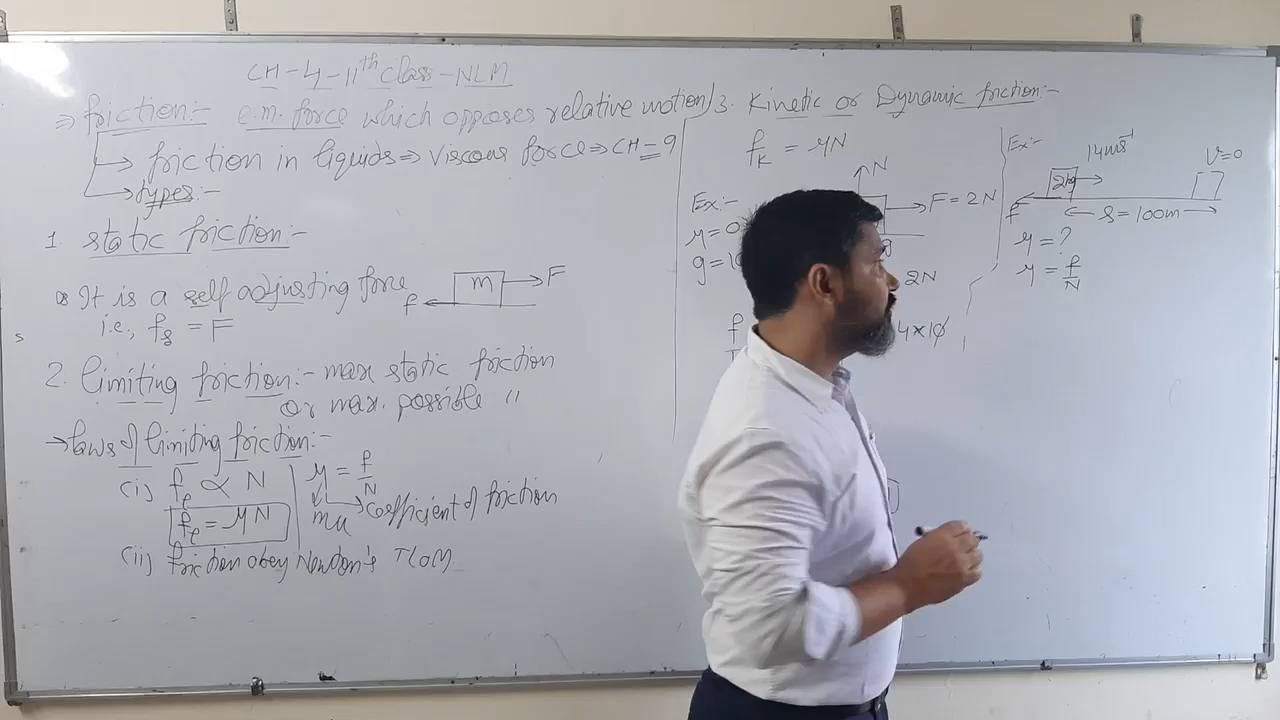 CH-4-11th Class-NLM
⇒ friction:- e.m. force which opposes relative motion
→ friction in liquids ⇒ Viscous force ⇒ CH=9
→ types:-
1. static friction:-
It is a self adjusting force
i.e., fs = F
f m F
2. limiting friction:- max static friction
or max. possible "
→ laws of limiting friction:-
(i) fl ∝ N
fl = μN
μ = f/N
mu
coefficient of friction
(ii) friction obey Newton's TLOM
3. Kinetic or Dynamic friction:-
fk = μN
Ex:-
N
F = 2N
2N
4×10
Ex:-
14ms⁻¹
V=0
2kg
f
S = 100m
μ = ?
μ = f/N